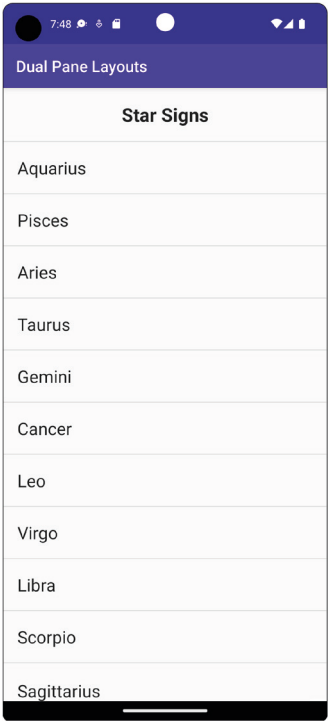 7:48
Dual Pane Layouts
Star Signs
Aquarius
Pisces
Aries
Taurus
Gemini
Cancer
Leo
Virgo
Libra
Scorpio
Sagittarius